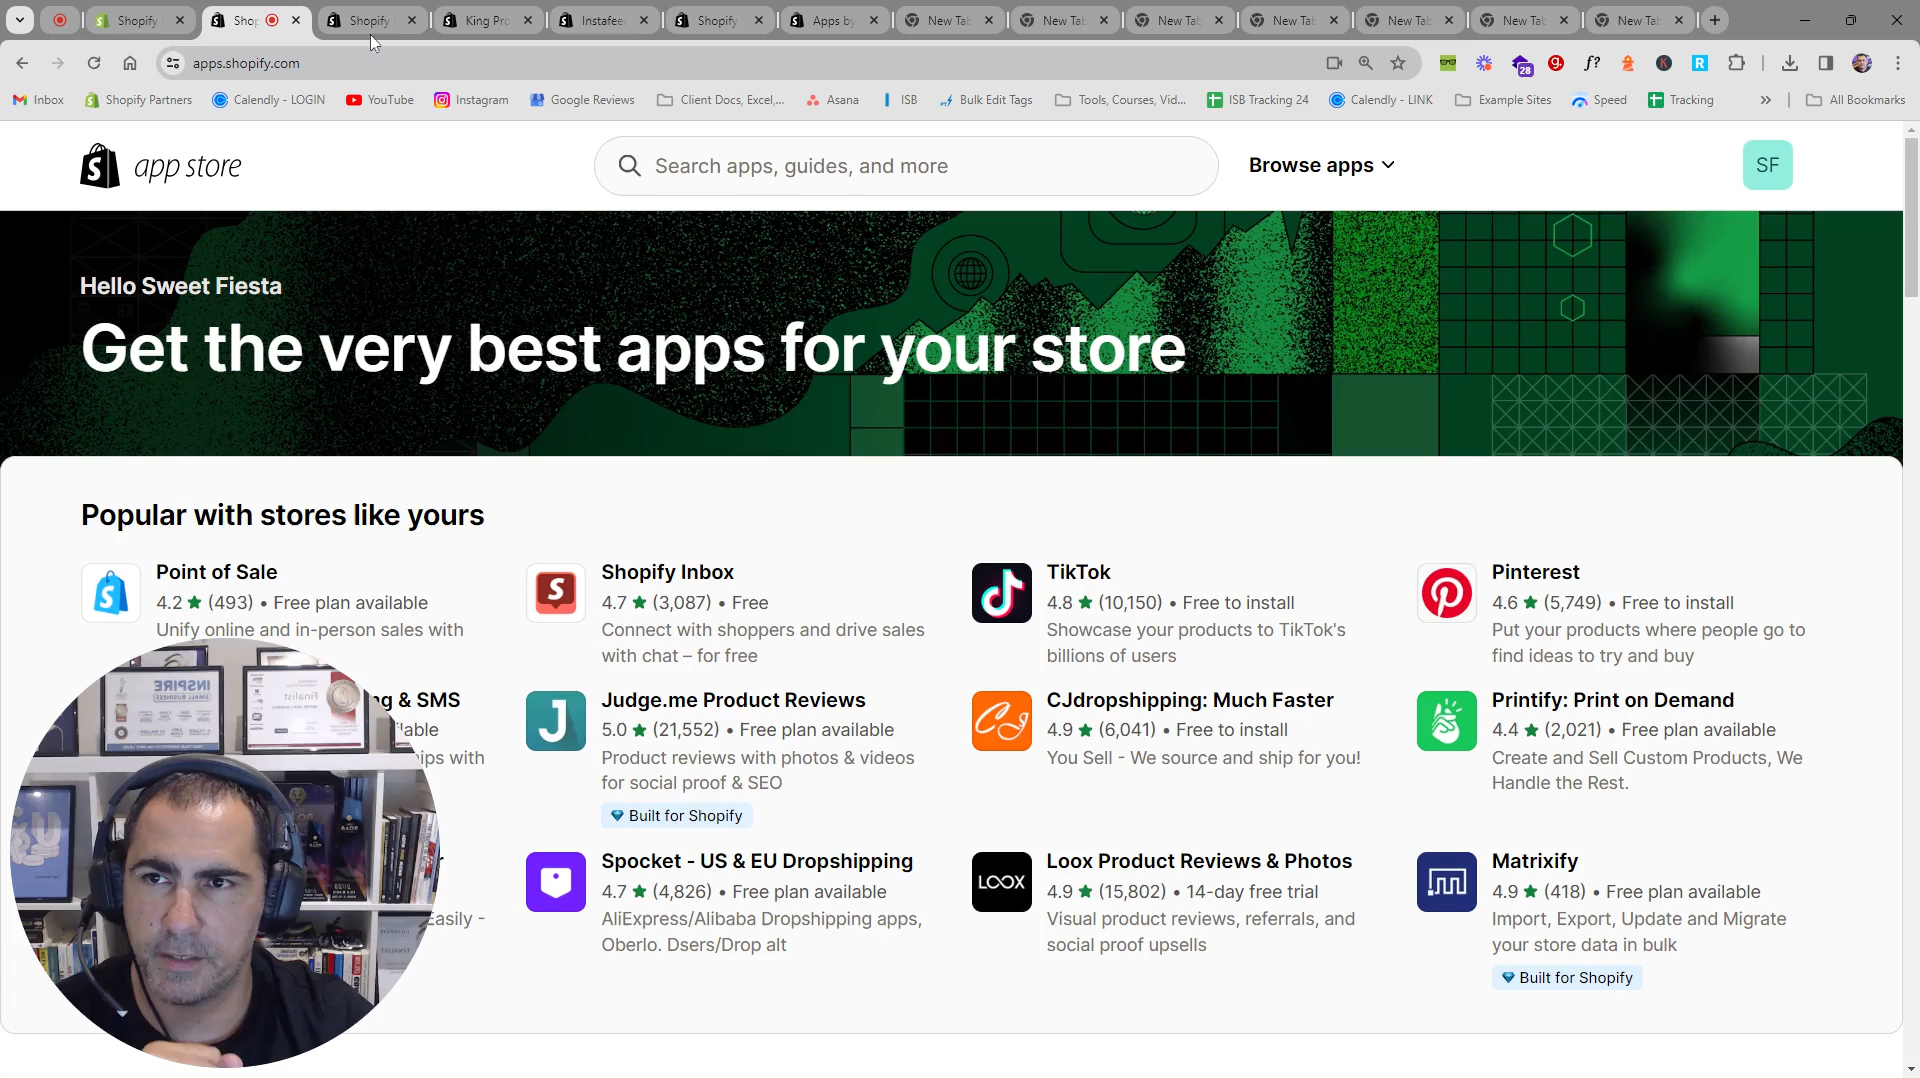 Shopify
Shop
Shopify
King Pro
Instafeed
Shopify
Apps by
New Tab
New Tab
New Tab
New Tab
New Tab
New Tab
New Tab
apps.shopify.com
28
Inbox
Shopify Partners
Calendly - LOGIN
YouTube
Instagram
Google Reviews
Client Docs, Excel,...
Asana
ISB
Bulk Edit Tags
Tools, Courses, Vid...
ISB Tracking 24
Calendly - LINK
Example Sites
Speed
Tracking
All Bookmarks
app store
Search apps, guides, and more
Browse apps
SF
Hello Sweet Fiesta
Get the very best apps for your store
Popular with stores like yours
Point of Sale
4.2 ★ (493) • Free plan available
Unify online and in-person sales with
Shopify Inbox
4.7 ★ (3,087) • Free
Connect with shoppers and drive sales
with chat – for free
TikTok
4.8 ★ (10,150) • Free to install
Showcase your products to TikTok's
billions of users
Pinterest
4.6 ★ (5,749) • Free to install
Put your products where people go to
find ideas to try and buy
& SMS
with
Judge.me Product Reviews
5.0 ★ (21,552) • Free plan available
Product reviews with photos & videos
for social proof & SEO
Built for Shopify
CJdropshipping: Much Faster
4.9 ★ (6,041) • Free to install
You Sell - We source and ship for you!
Printify: Print on Demand
4.4 ★ (2,021) • Free plan available
Create and Sell Custom Products, We
Handle the Rest.
Easily -
Spocket - US & EU Dropshipping
4.7 ★ (4,826) • Free plan available
AliExpress/Alibaba Dropshipping apps,
Oberlo. Dsers/Drop alt
LOOX
Loox Product Reviews & Photos
4.9 ★ (15,802) • 14-day free trial
Visual product reviews, referrals, and
social proof upsells
Matrixify
4.9 ★ (418) • Free plan available
Import, Export, Update and Migrate
your store data in bulk
Built for Shopify
INSPIRE
Finalist